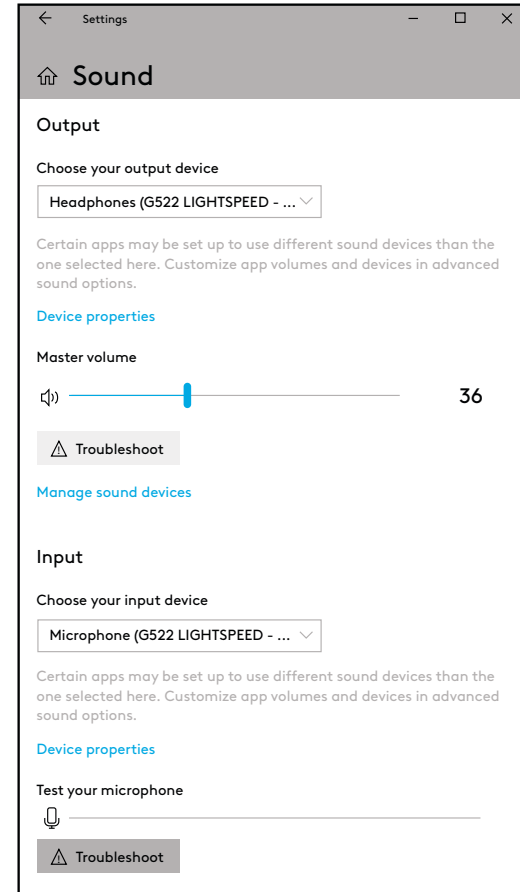 Settings
Sound
Output
Choose your output device
Headphones (G522 LIGHTSPEED - ...
Certain apps may be set up to use different sound devices than the
one selected here. Customize app volumes and devices in advanced
sound options.
Device properties
Master volume
36
Troubleshoot
Manage sound devices
Input
Choose your input device
Microphone (G522 LIGHTSPEED - ...
Certain apps may be set up to use different sound devices than the
one selected here. Customize app volumes and devices in advanced
sound options.
Device properties
Test your microphone
Troubleshoot